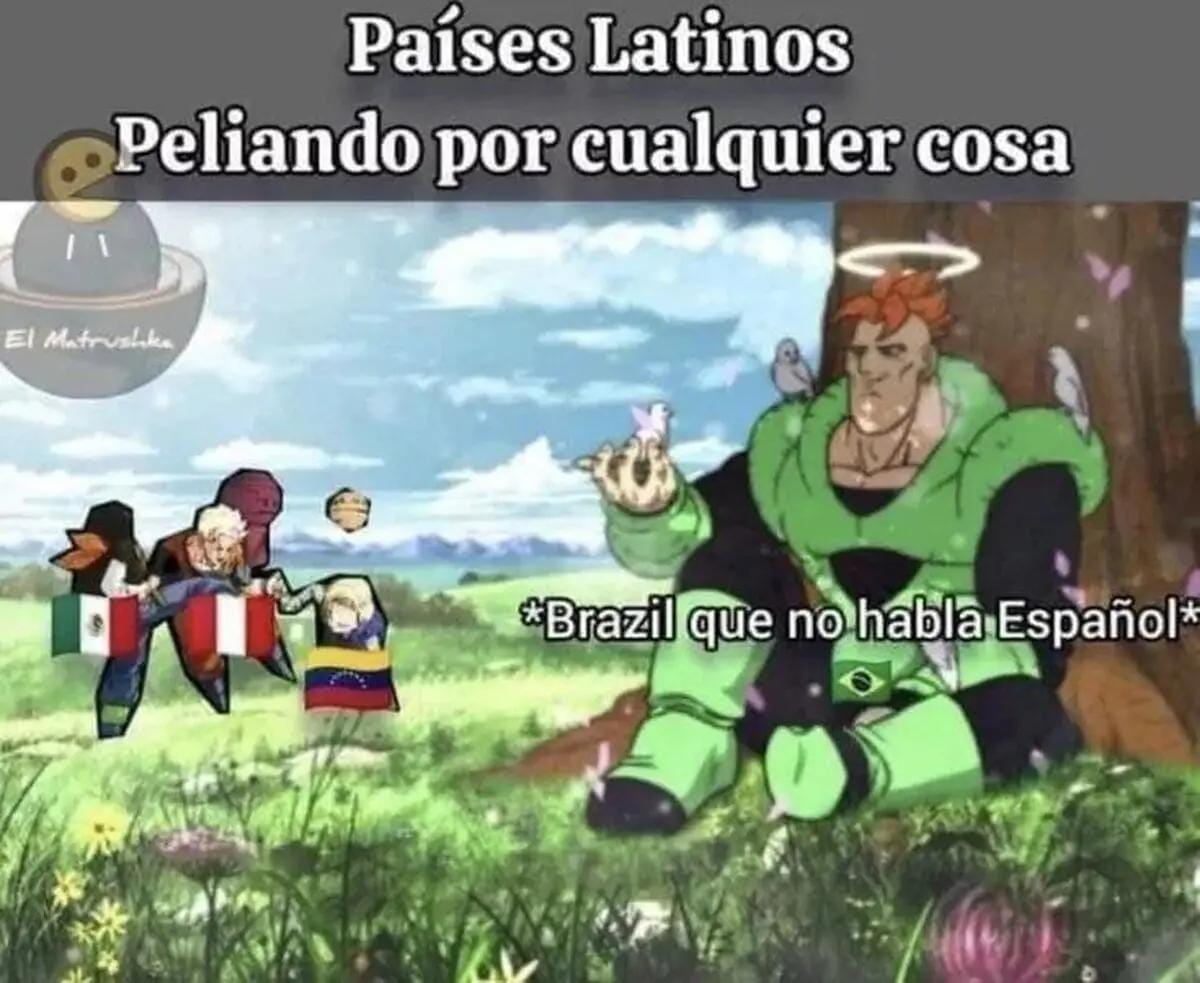 Países Latinos
Peliando por cualquier cosa
El Matrushka
*Brazil que no habla Español*